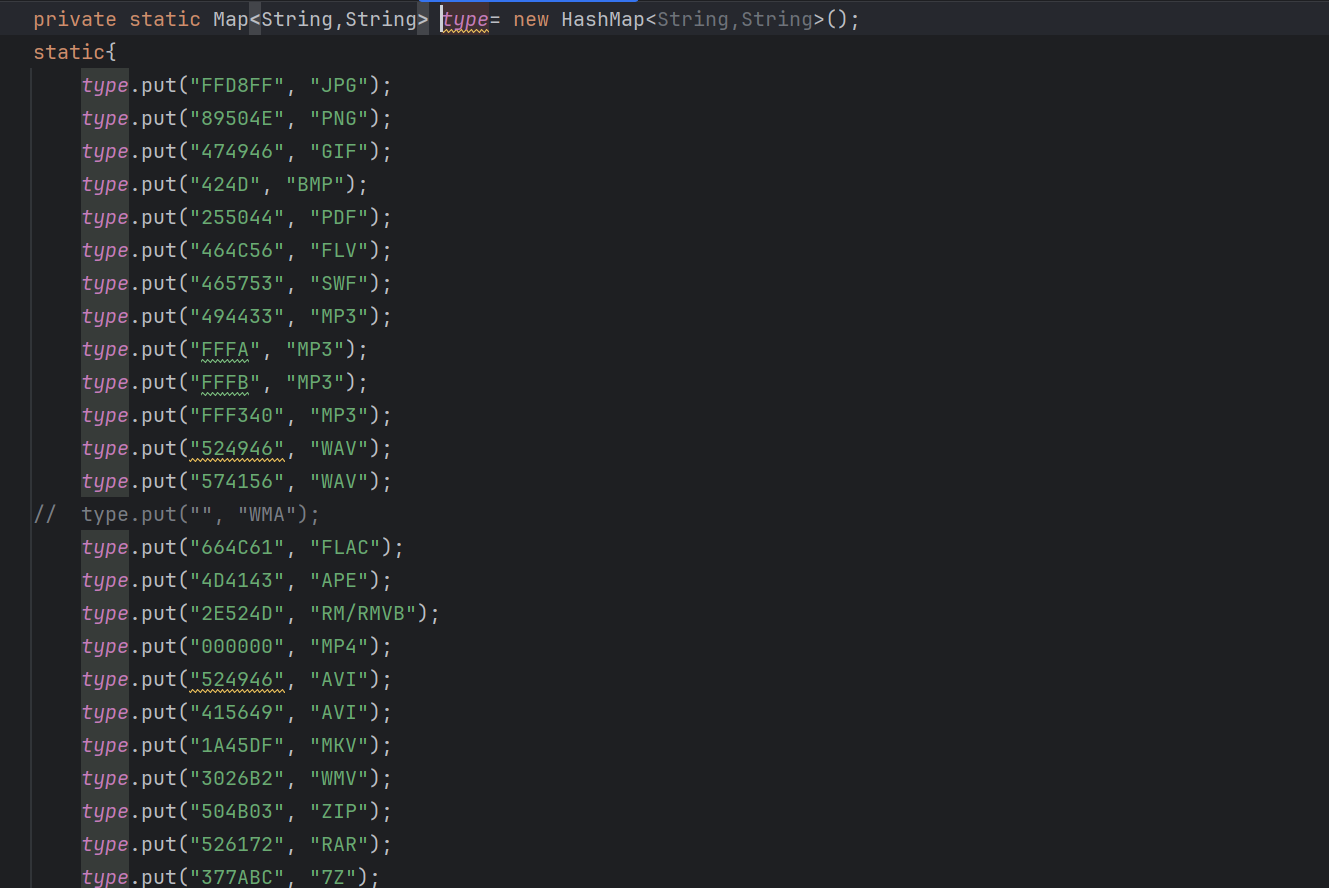 private static Map<String,String> type= new HashMap<String,String>();
static{
type.put("FFD8FF", "JPG");
type.put("89504E", "PNG");
type.put("474946", "GIF");
type.put("424D", "BMP");
type.put("255044", "PDF");
type.put("464C56", "FLV");
type.put("465753", "SWF");
type.put("494433", "MP3");
type.put("FFFA", "MP3");
type.put("FFFB", "MP3");
type.put("FFF340", "MP3");
type.put("524946", "WAV");
type.put("574156", "WAV");
//  type.put("", "WMA");
type.put("664C61", "FLAC");
type.put("4D4143", "APE");
type.put("2E524D", "RM/RMVB");
type.put("000000", "MP4");
type.put("524946", "AVI");
type.put("415649", "AVI");
type.put("1A45DF", "MKV");
type.put("3026B2", "WMV");
type.put("504B03", "ZIP");
type.put("526172", "RAR");
type.put("377ABC", "7Z");